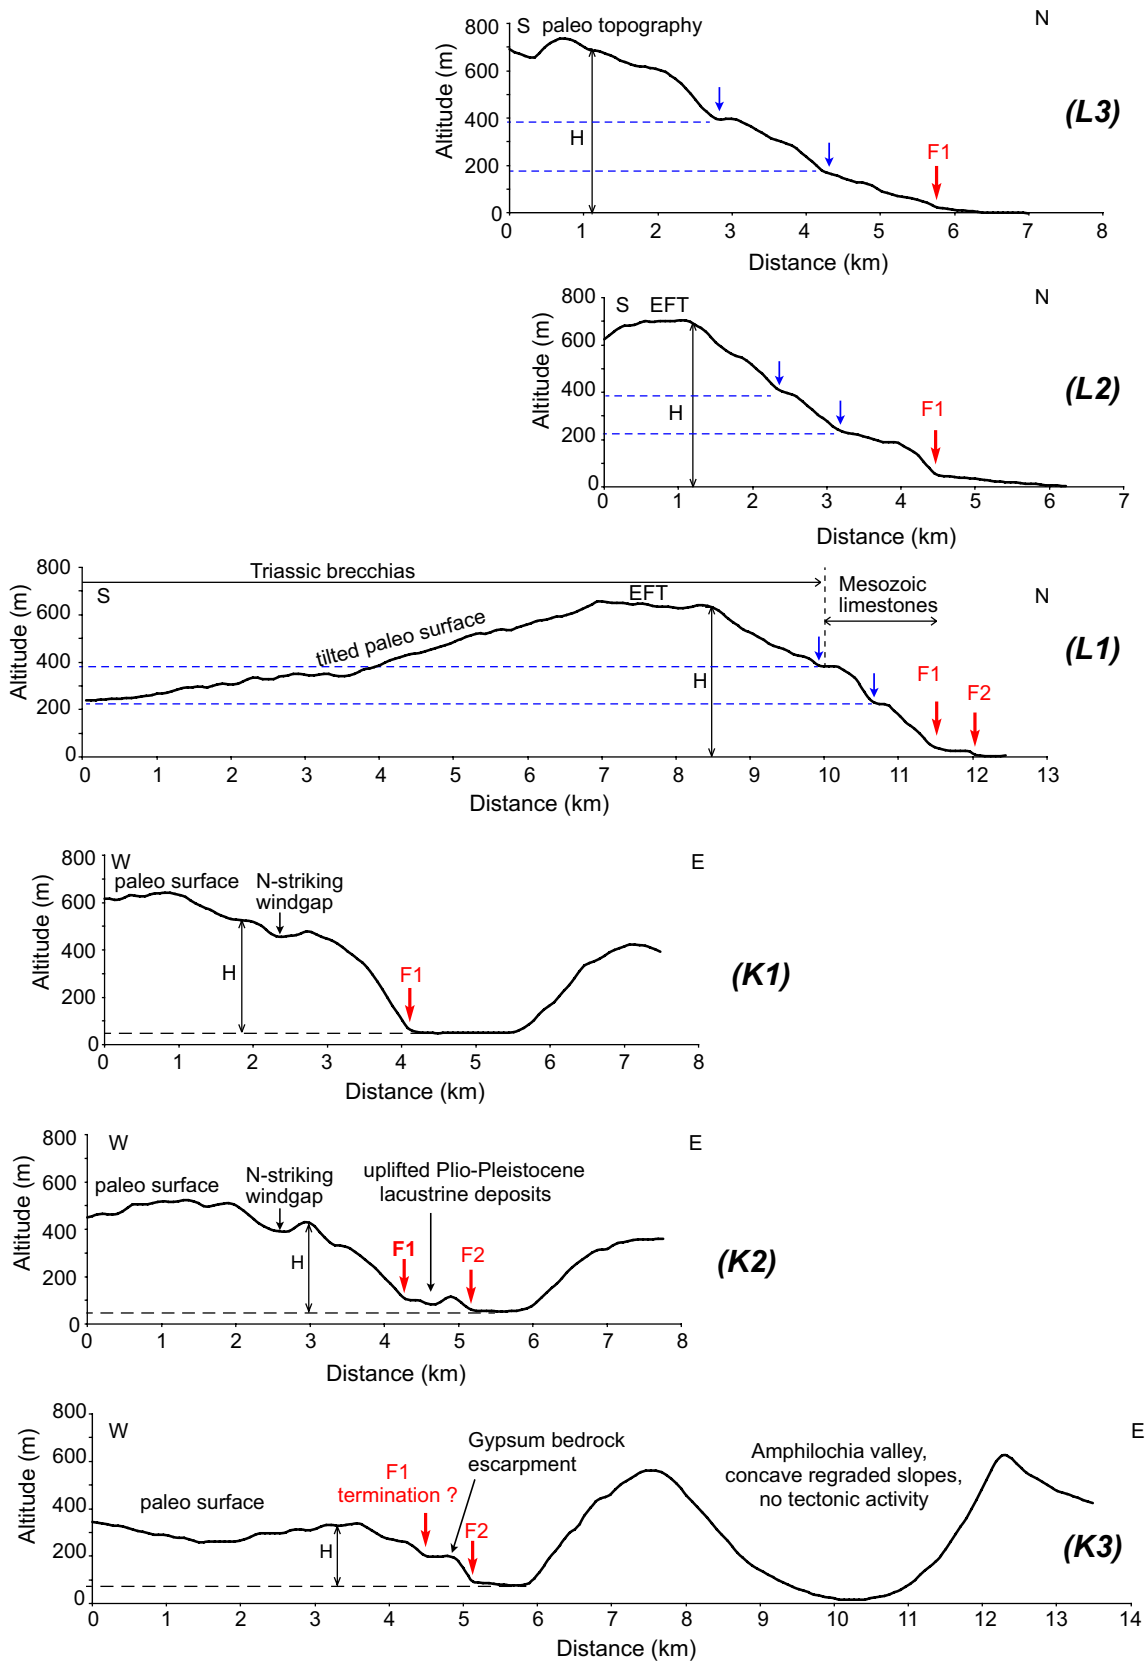 S paleo topography
N
Altitude (m)
800
600
400
200
0
H
F1
0 1 2 3 4 5 6 7 8
Distance (km)
(L3)
S EFT
N
Altitude (m)
800
600
400
200
0
H
F1
0 1 2 3 4 5 6 7
Distance (km)
(L2)
Triassic brecchias
Mesozoic
limestones
S
EFT
N
tilted paleo surface
Altitude (m)
800
600
400
200
0
H
F1
F2
0 1 2 3 4 5 6 7 8 9 10 11 12 13
Distance (km)
(L1)
W
E
paleo surface
N-striking
windgap
Altitude (m)
800
600
400
200
0
H
F1
0 1 2 3 4 5 6 7 8
Distance (km)
(K1)
W
E
paleo surface
N-striking
windgap
uplifted Plio-Pleistocene
lacustrine deposits
Altitude (m)
800
600
400
200
0
H
F1
F2
0 1 2 3 4 5 6 7 8
Distance (km)
(K2)
W
E
paleo surface
F1
termination ?
Gypsum bedrock
escarpment
F2
Amphilochia valley,
concave regraded slopes,
no tectonic activity
Altitude (m)
800
600
400
200
0
H
0 1 2 3 4 5 6 7 8 9 10 11 12 13 14
Distance (km)
(K3)